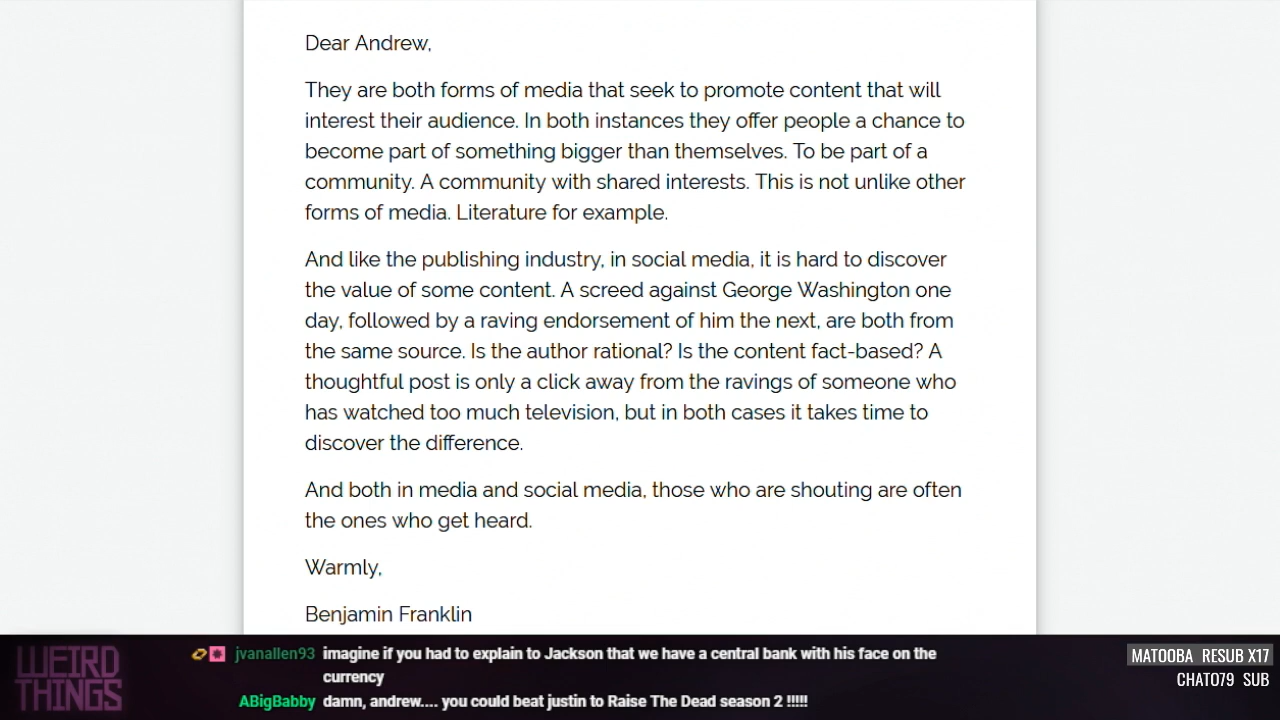 Dear Andrew,
They are both forms of media that seek to promote content that will
interest their audience. In both instances they offer people a chance to
become part of something bigger than themselves. To be part of a
community. A community with shared interests. This is not unlike other
forms of media. Literature for example.
And like the publishing industry, in social media, it is hard to discover
the value of some content. A screed against George Washington one
day, followed by a raving endorsement of him the next, are both from
the same source. Is the author rational? Is the content fact-based? A
thoughtful post is only a click away from the ravings of someone who
has watched too much television, but in both cases it takes time to
discover the difference.
And both in media and social media, those who are shouting are often
the ones who get heard.
Warmly,
Benjamin Franklin
WEIRD
THINGS
jvanallen93 imagine if you had to explain to Jackson that we have a central bank with his face on the
currency
ABigBabby damn, andrew.... you could beat justin to Raise The Dead season 2 !!!!!
MATOOBA RESUB X17
CHATO79 SUB